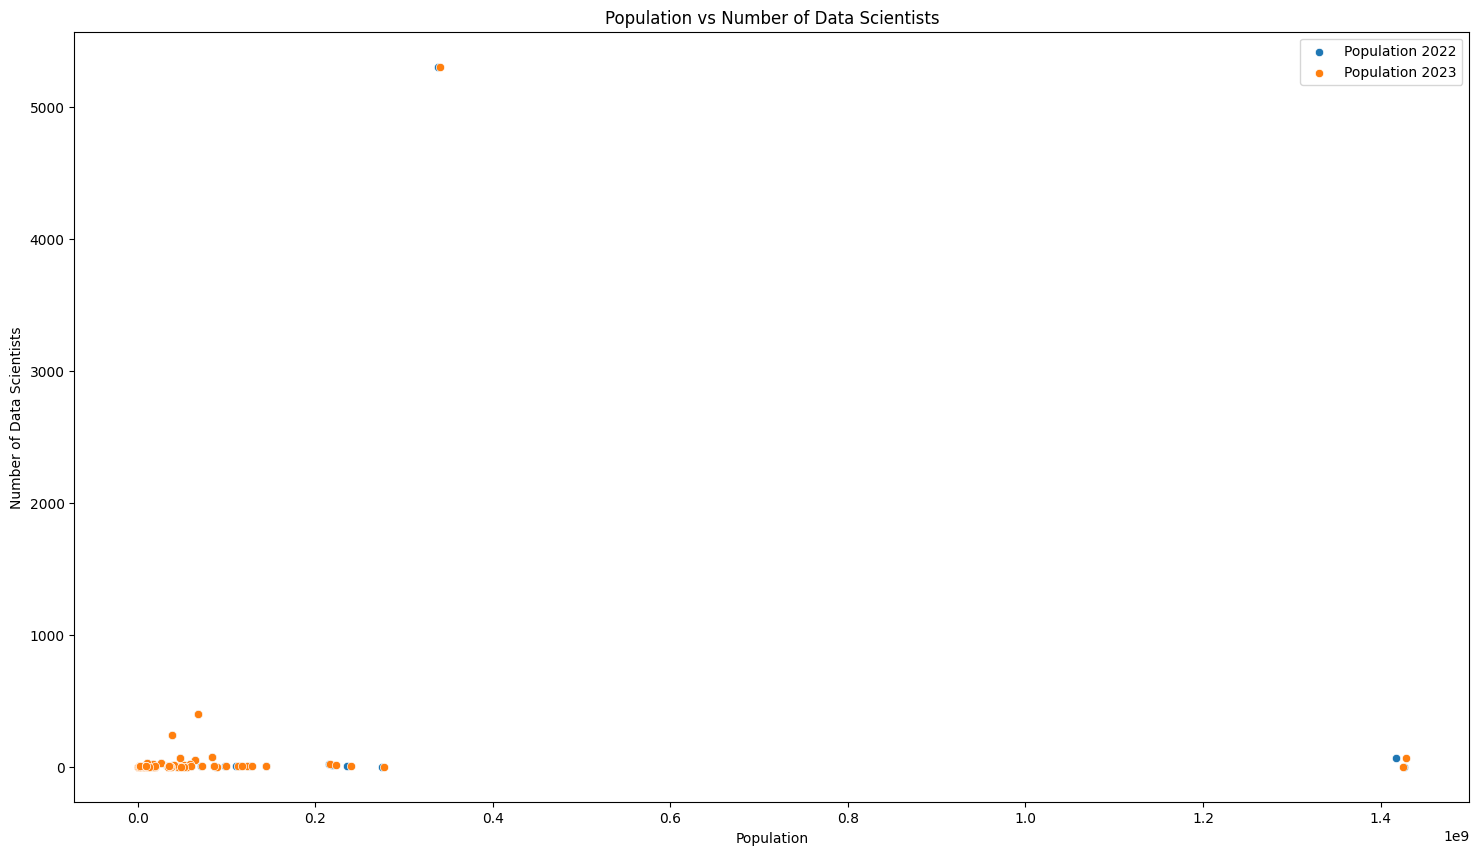 Population vs Number of Data Scientists
Population 2022
Population 2023
Number of Data Scientists
5000
4000
3000
2000
1000
0
0.0 0.2 0.4 0.6 0.8 1.0 1.2 1.4
1e9
Population